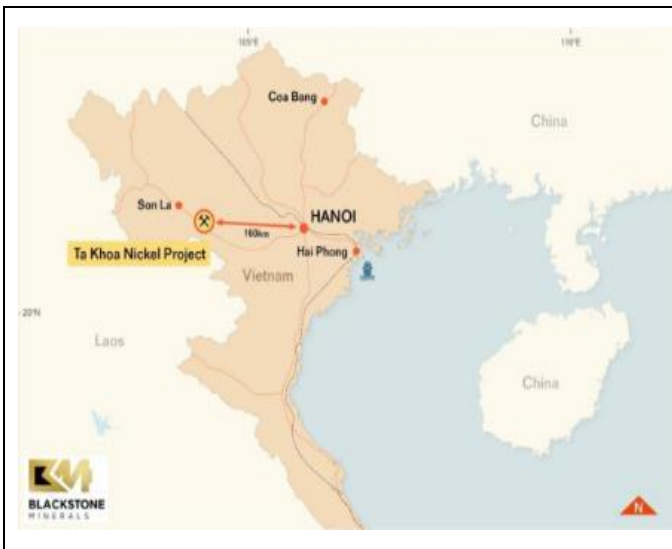 105°E
110°E
Coa Bang
China
Son La
HANOI
160km
Hai Phong
Ta Khoa Nickel Project
Vietnam
20°N
Laos
China
BM
BLACKSTONE
MINERALS
N